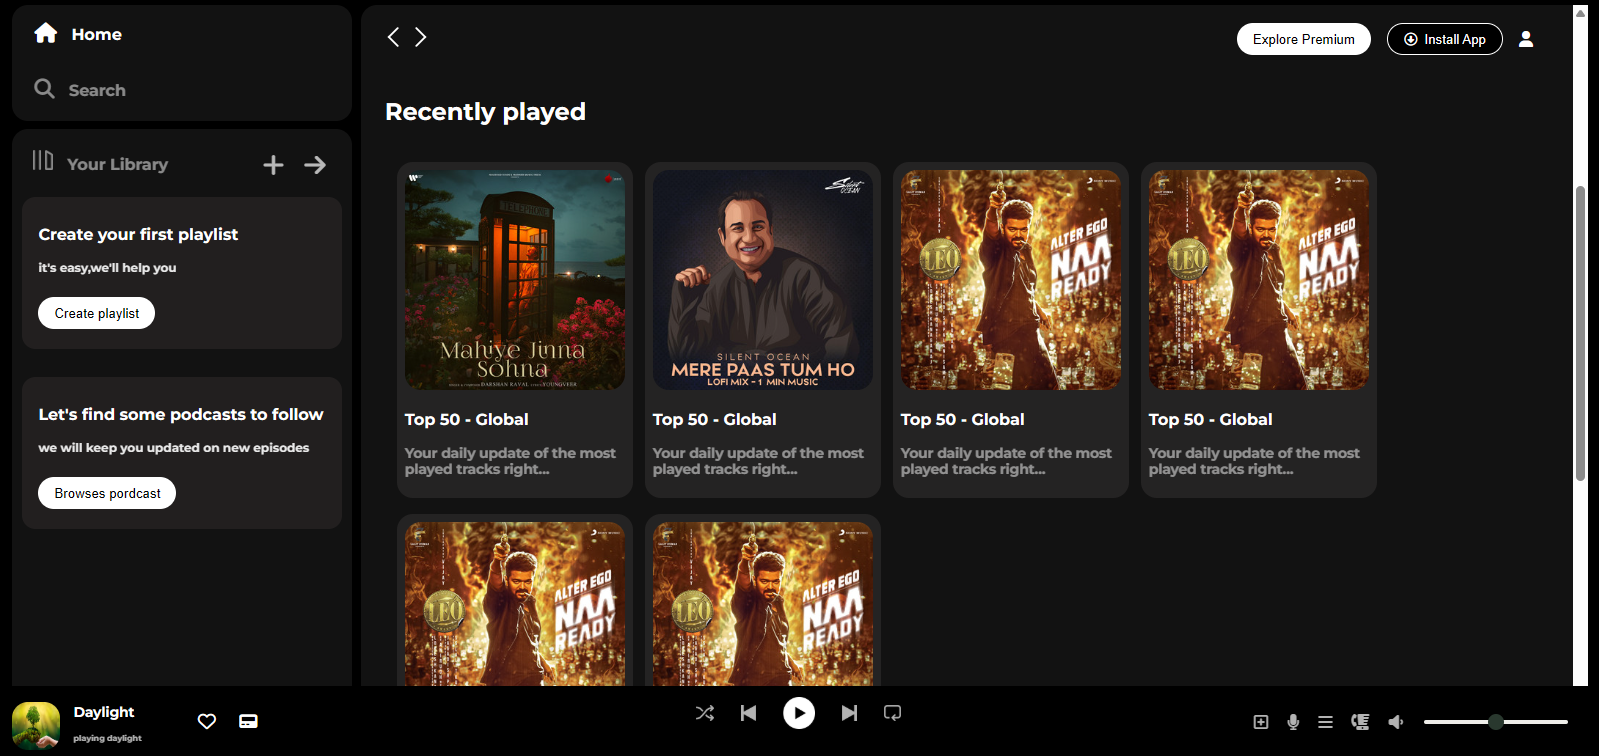 Home
Search
Your Library
Create your first playlist
it's easy,we'll help you
Create playlist
Let's find some podcasts to follow
we will keep you updated on new episodes
Browses pordcast
Explore Premium
Install App
Recently played
TELEPHONE
Mahiye Jinna
Sohna
DARSHAN RAVAL
YOUNGVEER
Top 50 - Global
Your daily update of the most
played tracks right...
Silent
OCEAN
SILENT OCEAN
MERE PAAS TUM HO
LOFI MIX - 1 MIN MUSIC
Top 50 - Global
Your daily update of the most
played tracks right...
LEO
ALTER EGO
NAA
READY
Top 50 - Global
Your daily update of the most
played tracks right...
LEO
ALTER EGO
NAA
READY
Top 50 - Global
Your daily update of the most
played tracks right...
LEO
ALTER EGO
NAA
READY
LEO
ALTER EGO
NAA
READY
Daylight
playing daylight